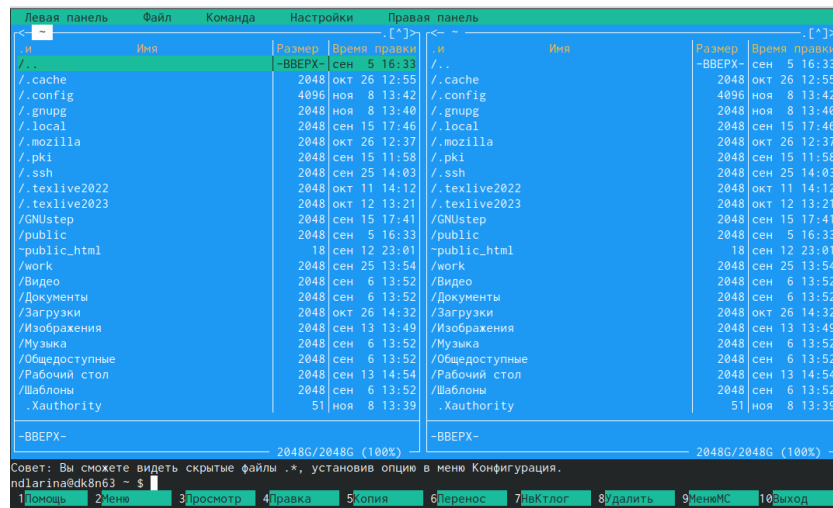 Левая панель Файл Команда Настройки Правая панель
<─ ~ .[^]> <─ ~ .[^]>
.и Имя Размер Время правки .и Имя Размер Время правки
/.. -ВВЕРХ- сен 5 16:33 /.. -ВВЕРХ- сен 5 16:33
/.cache 2048 окт 26 12:55 /.cache 2048 окт 26 12:55
/.config 4096 ноя 8 13:42 /.config 4096 ноя 8 13:42
/.gnupg 2048 ноя 8 13:40 /.gnupg 2048 ноя 8 13:40
/.local 2048 сен 15 17:46 /.local 2048 сен 15 17:46
/.mozilla 2048 окт 26 12:37 /.mozilla 2048 окт 26 12:37
/.pki 2048 сен 15 11:58 /.pki 2048 сен 15 11:58
/.ssh 2048 сен 25 14:03 /.ssh 2048 сен 25 14:03
/.texlive2022 2048 окт 11 14:12 /.texlive2022 2048 окт 11 14:12
/.texlive2023 2048 окт 12 13:21 /.texlive2023 2048 окт 12 13:21
/GNUstep 2048 сен 15 17:41 /GNUstep 2048 сен 15 17:41
/public 2048 сен 5 16:33 /public 2048 сен 5 16:33
~public_html 18 сен 12 23:01 ~public_html 18 сен 12 23:01
/work 2048 сен 25 13:54 /work 2048 сен 25 13:54
/Видео 2048 сен 6 13:52 /Видео 2048 сен 6 13:52
/Документы 2048 сен 6 13:52 /Документы 2048 сен 6 13:52
/Загрузки 2048 окт 26 14:32 /Загрузки 2048 окт 26 14:32
/Изображения 2048 сен 13 13:49 /Изображения 2048 сен 13 13:49
/Музыка 2048 сен 6 13:52 /Музыка 2048 сен 6 13:52
/Общедоступные 2048 сен 6 13:52 /Общедоступные 2048 сен 6 13:52
/Рабочий стол 2048 сен 13 14:54 /Рабочий стол 2048 сен 13 14:54
/Шаблоны 2048 сен 6 13:52 /Шаблоны 2048 сен 6 13:52
.Xauthority 51 ноя 8 13:39 .Xauthority 51 ноя 8 13:39
-ВВЕРХ- -ВВЕРХ-
2048G/2048G (100%) 2048G/2048G (100%)
Совет: Вы сможете видеть скрытые файлы .*, установив опцию в меню Конфигурация.
ndlarina@dk8n63 ~ $
1Помощь 2Меню 3Просмотр 4Правка 5Копия 6Перенос 7НвКтлог 8Удалить 9МенюМС 10Выход